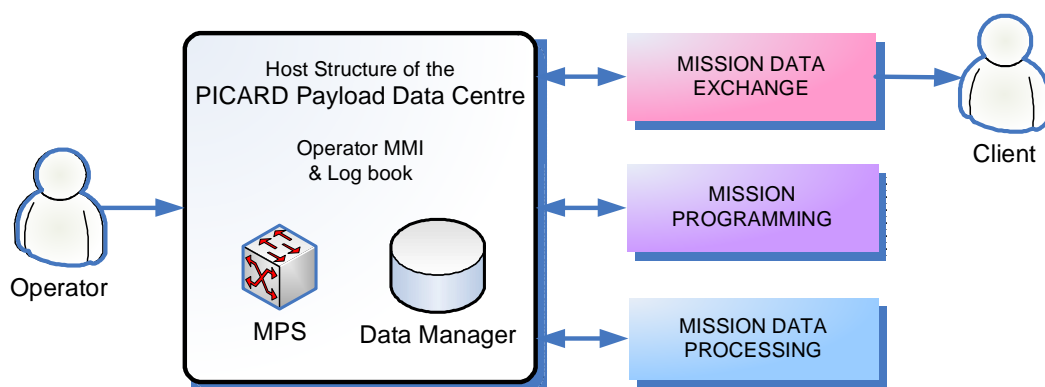 Operator
Host Structure of the
PICARD Payload Data Centre
Operator MMI
& Log book
MPS
Data Manager
MISSION DATA
EXCHANGE
MISSION
PROGRAMMING
MISSION DATA
PROCESSING
Client